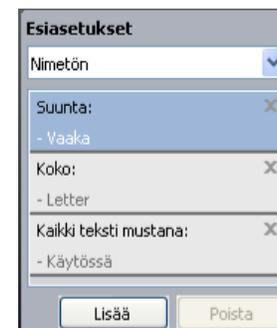 Esiasetukset
Nimetön
Suunta:
- Vaaka
Koko:
- Letter
Kaikki teksti mustana:
- Käytössä
Lisää
Poista